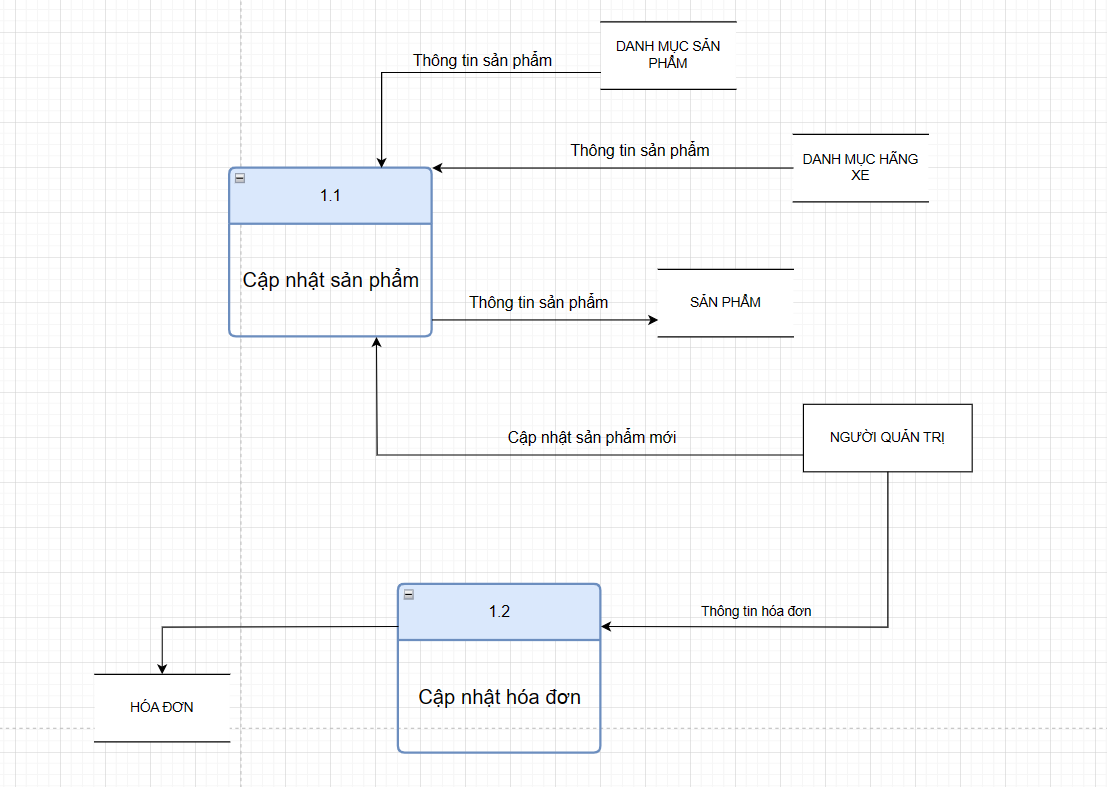 DANH MỤC SẢN
PHẨM
Thông tin sản phẩm
Thông tin sản phẩm
DANH MỤC HÃNG
XE
1.1
Cập nhật sản phẩm
Thông tin sản phẩm
SẢN PHẨM
Cập nhật sản phẩm mới
NGƯỜI QUẢN TRỊ
1.2
Thông tin hóa đơn
Cập nhật hóa đơn
HÓA ĐƠN